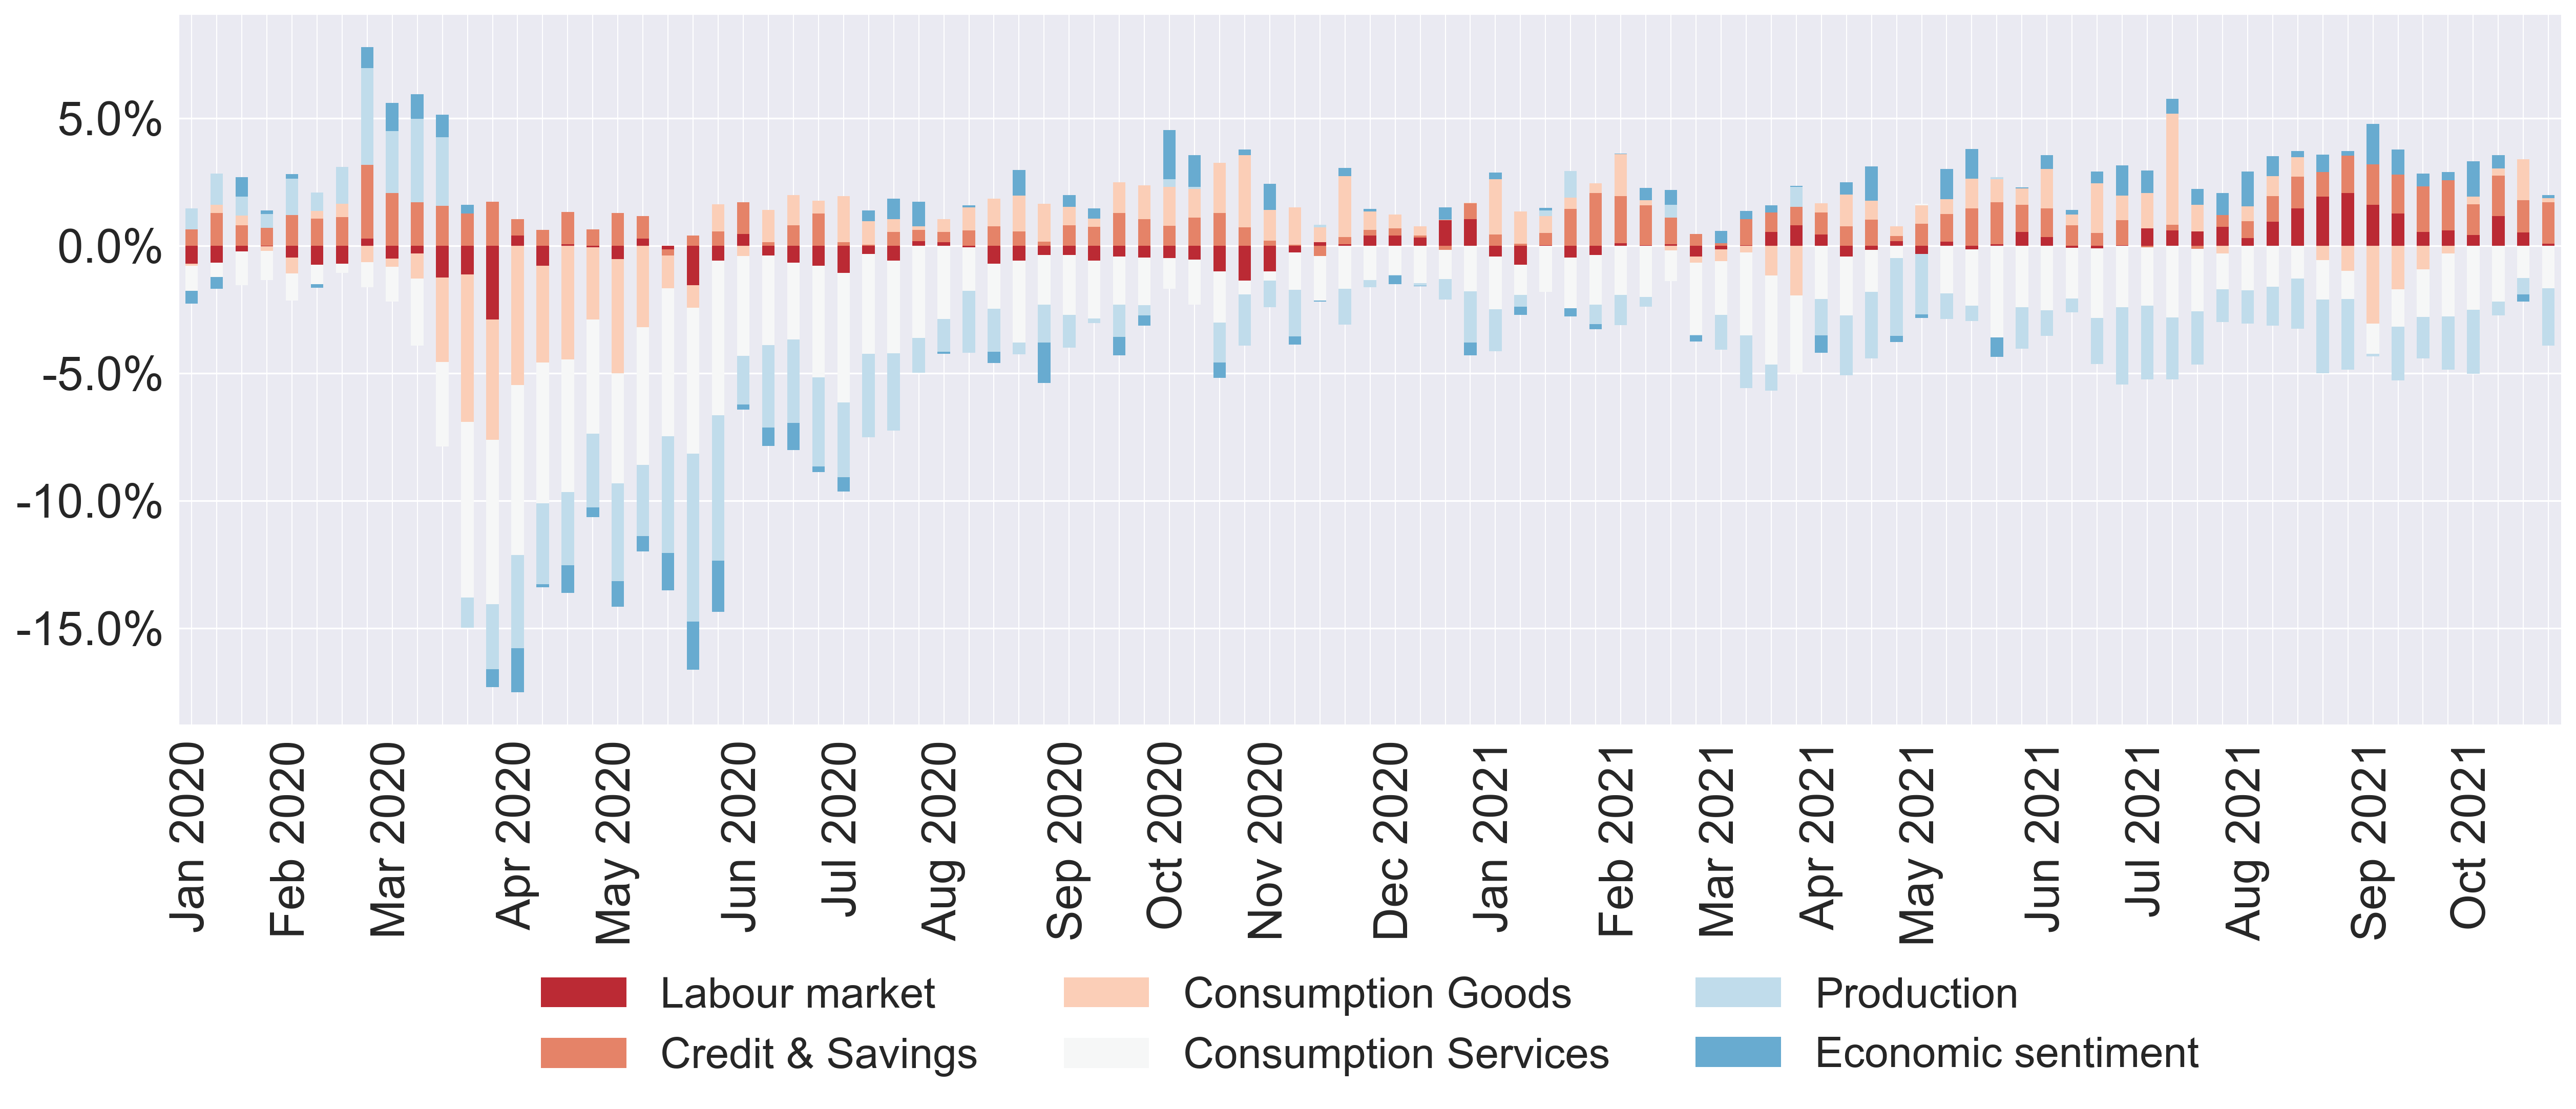 5.0%
0.0%
-5.0%
-10.0%
-15.0%
Jan 2020
Feb 2020
Mar 2020
Apr 2020
May 2020
Jun 2020
Jul 2020
Aug 2020
Sep 2020
Oct 2020
Nov 2020
Dec 2020
Jan 2021
Feb 2021
Mar 2021
Apr 2021
May 2021
Jun 2021
Jul 2021
Aug 2021
Sep 2021
Oct 2021
Labour market
Consumption Goods
Production
Credit & Savings
Consumption Services
Economic sentiment